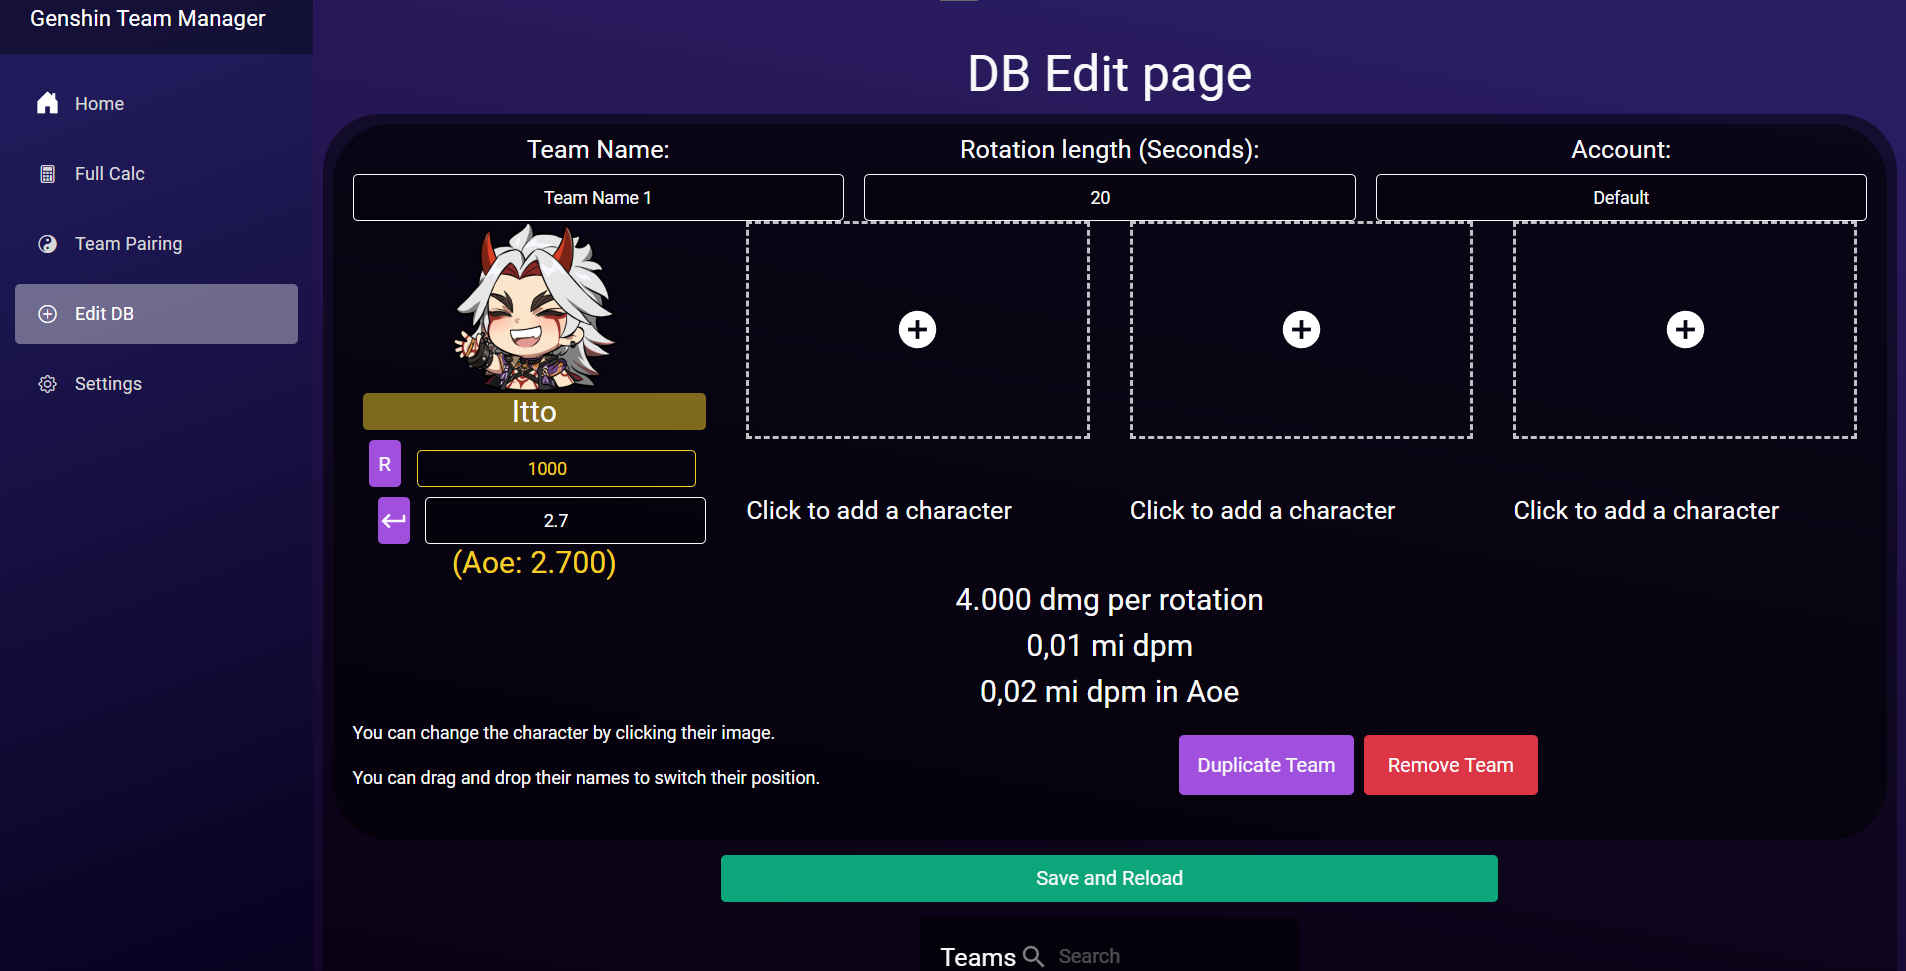 Genshin Team Manager
Home
Full Calc
Team Pairing
Edit DB
Settings
DB Edit page
Team Name:
Rotation length (Seconds):
Account:
Team Name 1
20
Default
Itto
R
1000
2.7
(Aoe: 2.700)
Click to add a character
Click to add a character
Click to add a character
4.000 dmg per rotation
0,01 mi dpm
0,02 mi dpm in Aoe
You can change the character by clicking their image.
You can drag and drop their names to switch their position.
Duplicate Team
Remove Team
Save and Reload
Teams
Search